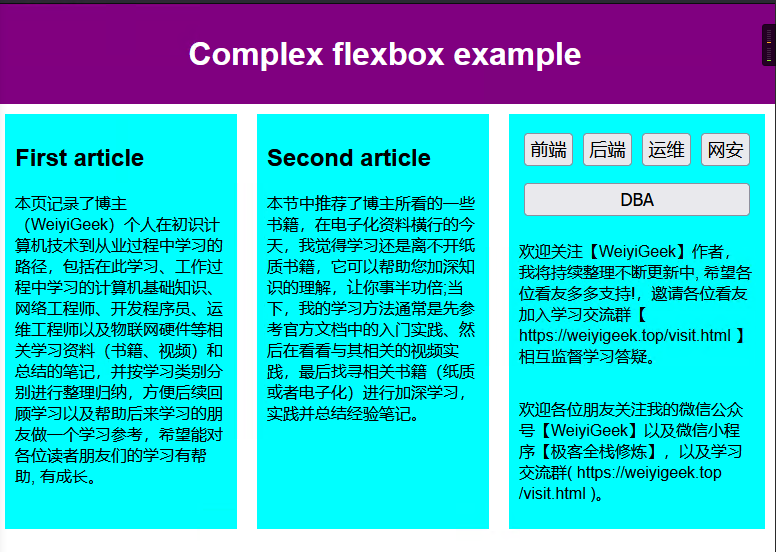 Complex flexbox example
First article
本页记录了博主
（WeiyiGeek）个人在初识计
算机技术到从业过程中学习的
路径，包括在此学习、工作过
程中学习的计算机基础知识、
网络工程师、开发程序员、运
维工程师以及物联网硬件等相
关学习资料（书籍、视频）和
总结的笔记，并按学习类别分
别进行整理归纳，方便后续回
顾学习以及帮助后来学习的朋
友做一个学习参考，希望能对
各位读者朋友们的学习有帮
助, 有成长。
Second article
本节中推荐了博主所看的一些
书籍，在电子化资料横行的今
天，我觉得学习还是离不开纸
质书籍，它可以帮助您加深知
识的理解，让你事半功倍;当
下，我的学习方法通常是先参
考官方文档中的入门实践、然
后在看看与其相关的视频实
践，最后找寻相关书籍（纸质
或者电子化）进行加深学习，
实践并总结经验笔记。
前端 后端 运维 网安
DBA
欢迎关注【WeiyiGeek】作者，
我将持续整理不断更新中, 希望各
位看友多多支持!，邀请各位看友
加入学习交流群【
https://weiyigeek.top/visit.html 】
相互监督学习答疑。
欢迎各位朋友关注我的微信公众
号【WeiyiGeek】以及微信小程
序【极客全栈修炼】，以及学习
交流群( https://weiyigeek.top
/visit.html )。